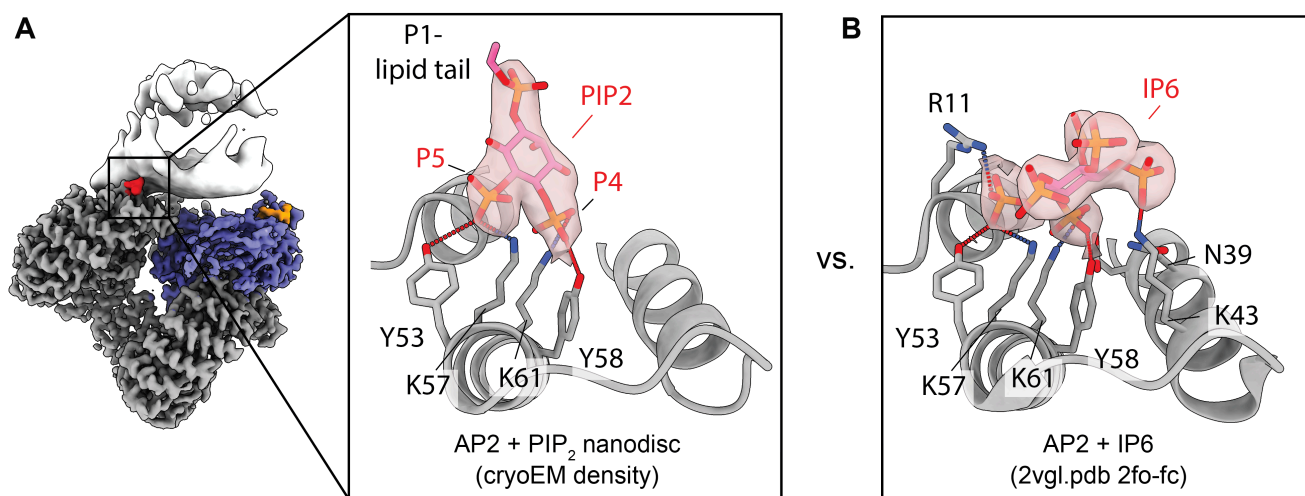 A
P1-
lipid tail
PIP2
P5
P4
Y53
K57
K61
Y58
AP2 + PIP₂ nanodisc
(cryoEM density)
vs.
B
R11
IP6
N39
K43
Y53
K57
K61
Y58
AP2 + IP6
(2vgl.pdb 2fo-fc)